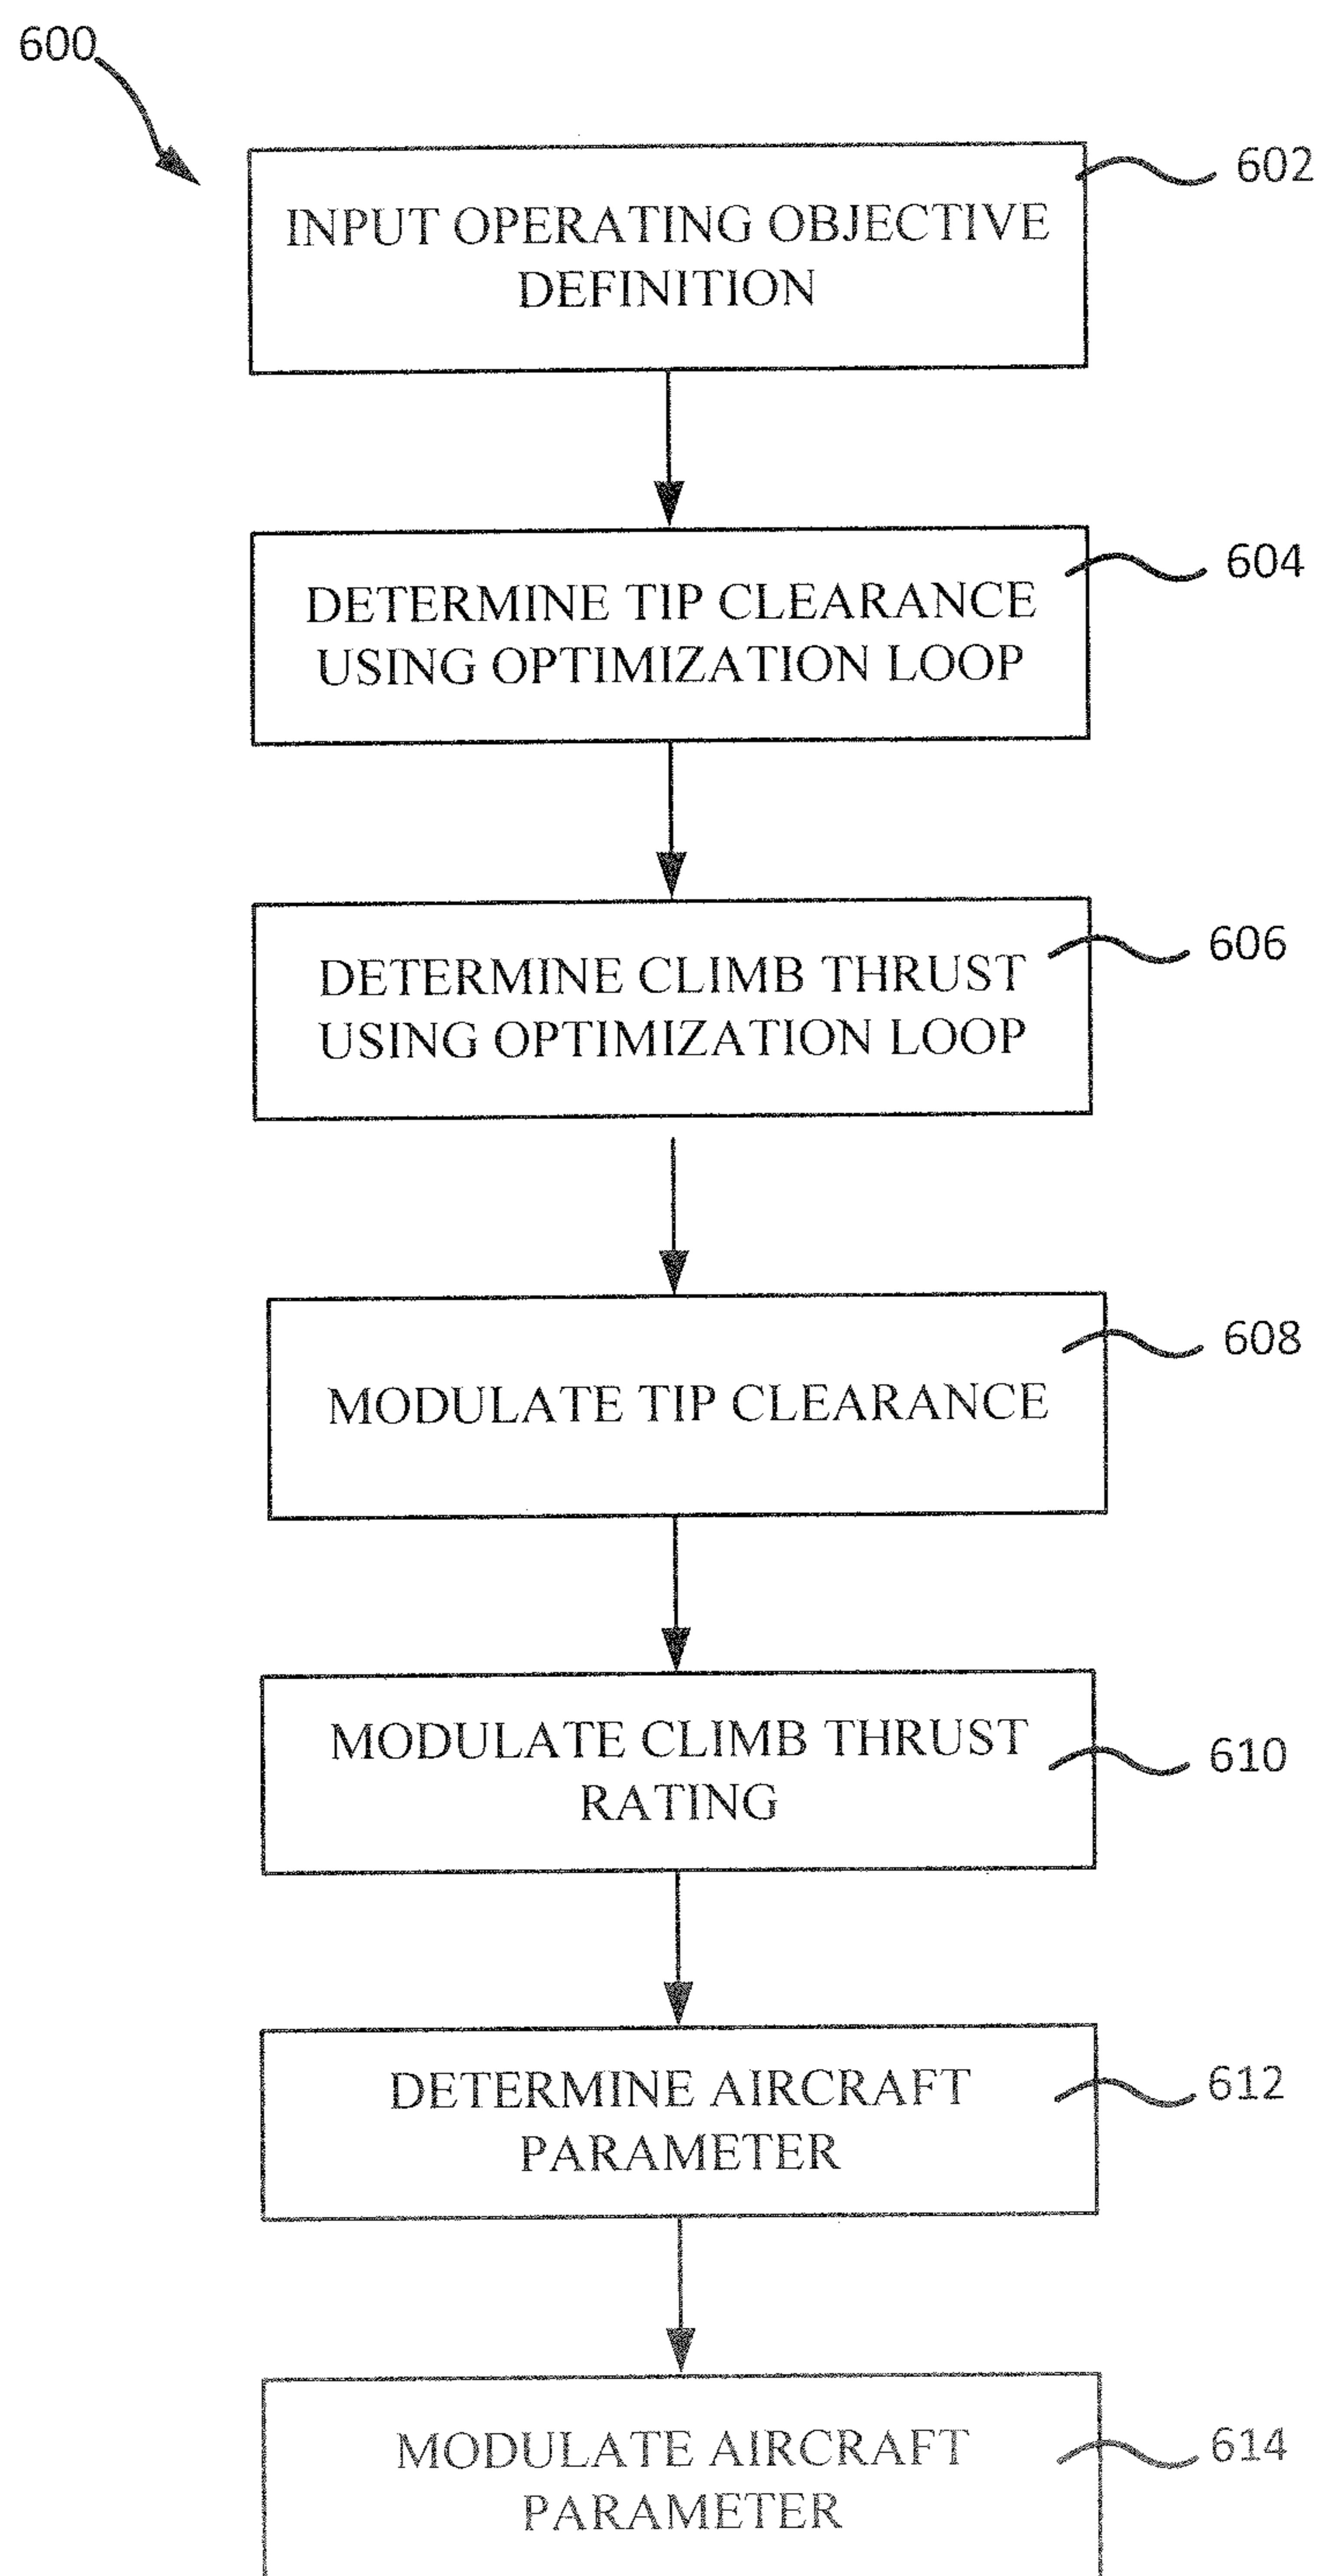 600
602
INPUT OPERATING OBJECTIVE
DEFINITION
604
DETERMINE TIP CLEARANCE
USING OPTIMIZATION LOOP
606
DETERMINE CLIMB THRUST
USING OPTIMIZATION LOOP
608
MODULATE TIP CLEARANCE
610
MODULATE CLIMB THRUST
RATING
612
DETERMINE AIRCRAFT
PARAMETER
614
MODULATE AIRCRAFT
PARAMETER